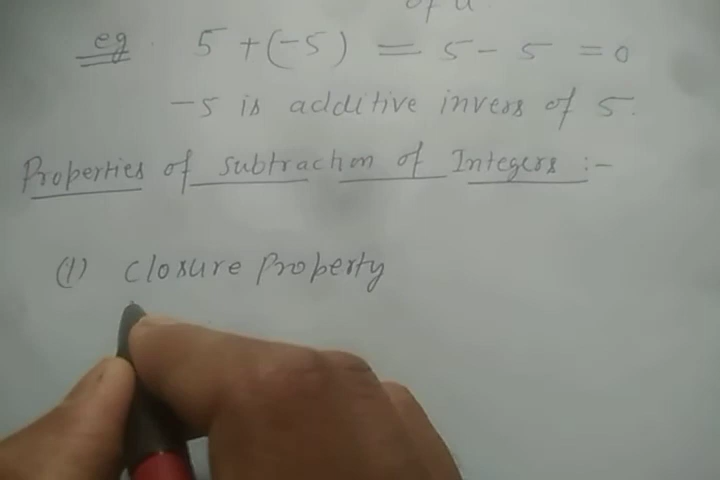 of a
eg. 5 + (-5) = 5 - 5 = 0
-5 is additive invers of 5.
Properties of Subtraction of Integers :-
(1) Closure Property